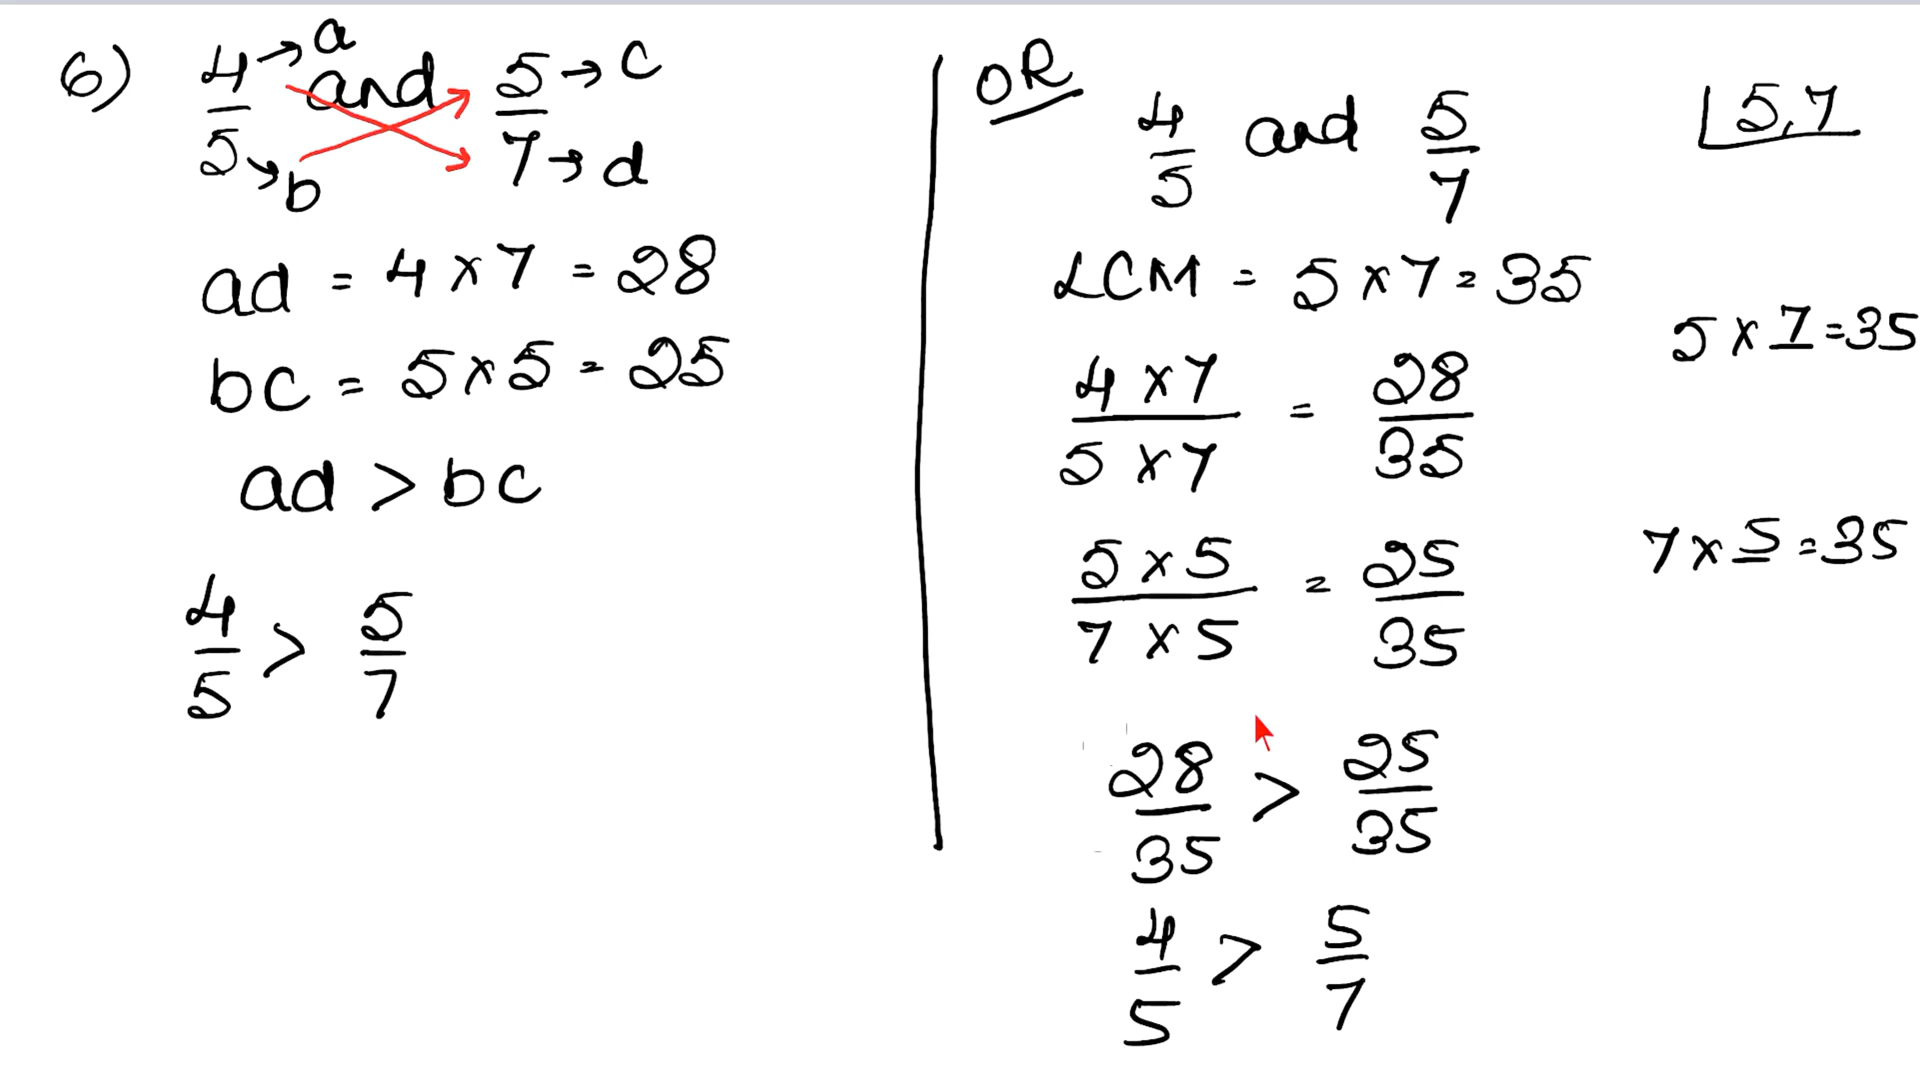 6) 4/5 and 5/7
4 → a
5 → b
5 → c
7 → d
ad = 4 × 7 = 28
bc = 5 × 5 = 25
ad > bc
4/5 > 5/7
OR
4/5 and 5/7
5, 7
LCM = 5 × 7 = 35
5 × 7 = 35
4 × 7 / 5 × 7 = 28/35
7 × 5 = 35
5 × 5 / 7 × 5 = 25/35
28/35 > 25/35
4/5 > 5/7